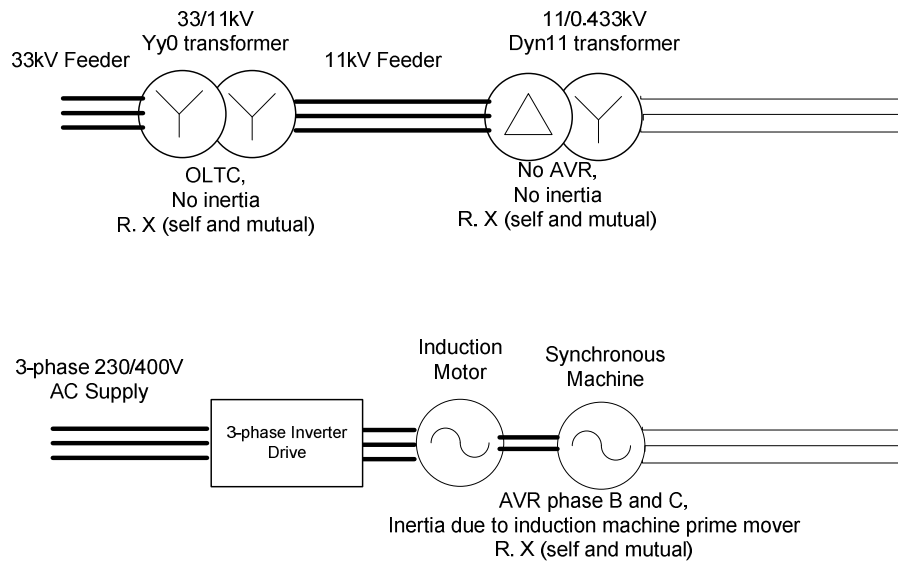 33/11kV
Yy0 transformer
33kV Feeder
11kV Feeder
11/0.433kV
Dyn11 transformer
OLTC,
No inertia
R. X (self and mutual)
No AVR,
No inertia
R. X (self and mutual)
3-phase 230/400V
AC Supply
3-phase Inverter
Drive
Induction
Motor
Synchronous
Machine
AVR phase B and C,
Inertia due to induction machine prime mover
R. X (self and mutual)